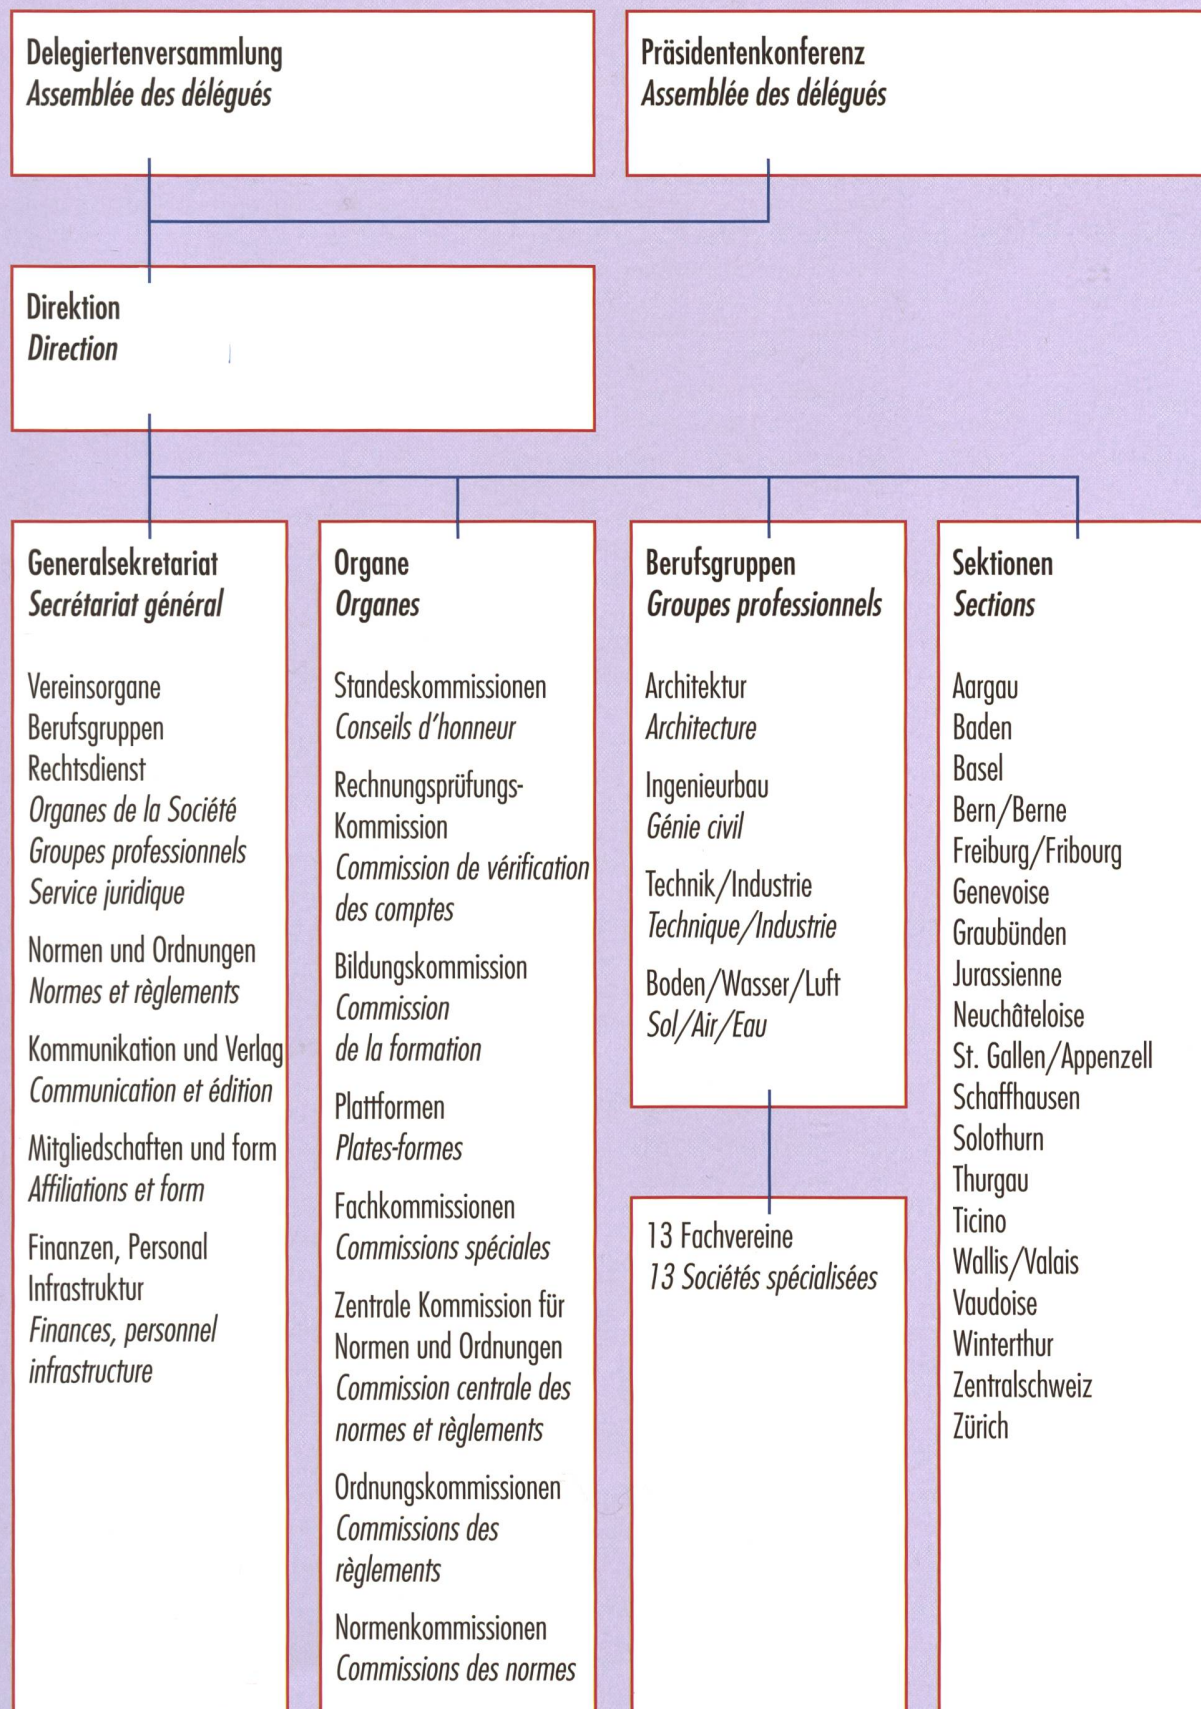 Delegiertenversammlung
Assemblée des délégués
Präsidentenkonferenz
Assemblée des délégués
Direktion
Direction
Generalsekretariat
Secrétariat général
Vereinsorgane
Berufsgruppen
Rechtsdienst
Organes de la Société
Groupes professionnels
Service juridique
Normen und Ordnungen
Normes et règlements
Kommunikation und Verlag
Communication et édition
Mitgliedschaften und form
Affiliations et form
Finanzen, Personal
Infrastruktur
Finances, personnel
infrastructure
Organe
Organes
Standeskommissionen
Conseils d'honneur
Rechnungsprüfungs-
Kommission
Commission de vérification
des comptes
Bildungskommission
Commission
de la formation
Plattformen
Plates-formes
Fachkommissionen
Commissions spéciales
Zentrale Kommission für
Normen und Ordnungen
Commission centrale des
normes et règlements
Ordnungskommissionen
Commissions des
règlements
Normenkommissionen
Commissions des normes
Berufsgruppen
Groupes professionnels
Architektur
Architecture
Ingenieurbau
Génie civil
Technik/Industrie
Technique/Industrie
Boden/Wasser/Luft
Sol/Air/Eau
13 Fachvereine
13 Sociétés spécialisées
Sektionen
Sections
Aargau
Baden
Basel
Bern/Berne
Freiburg/Fribourg
Genevoise
Graubünden
Jurassienne
Neuchâteloise
St. Gallen/Appenzell
Schaffhausen
Solothurn
Thurgau
Ticino
Wallis/Valais
Vaudoise
Winterthur
Zentralschweiz
Zürich